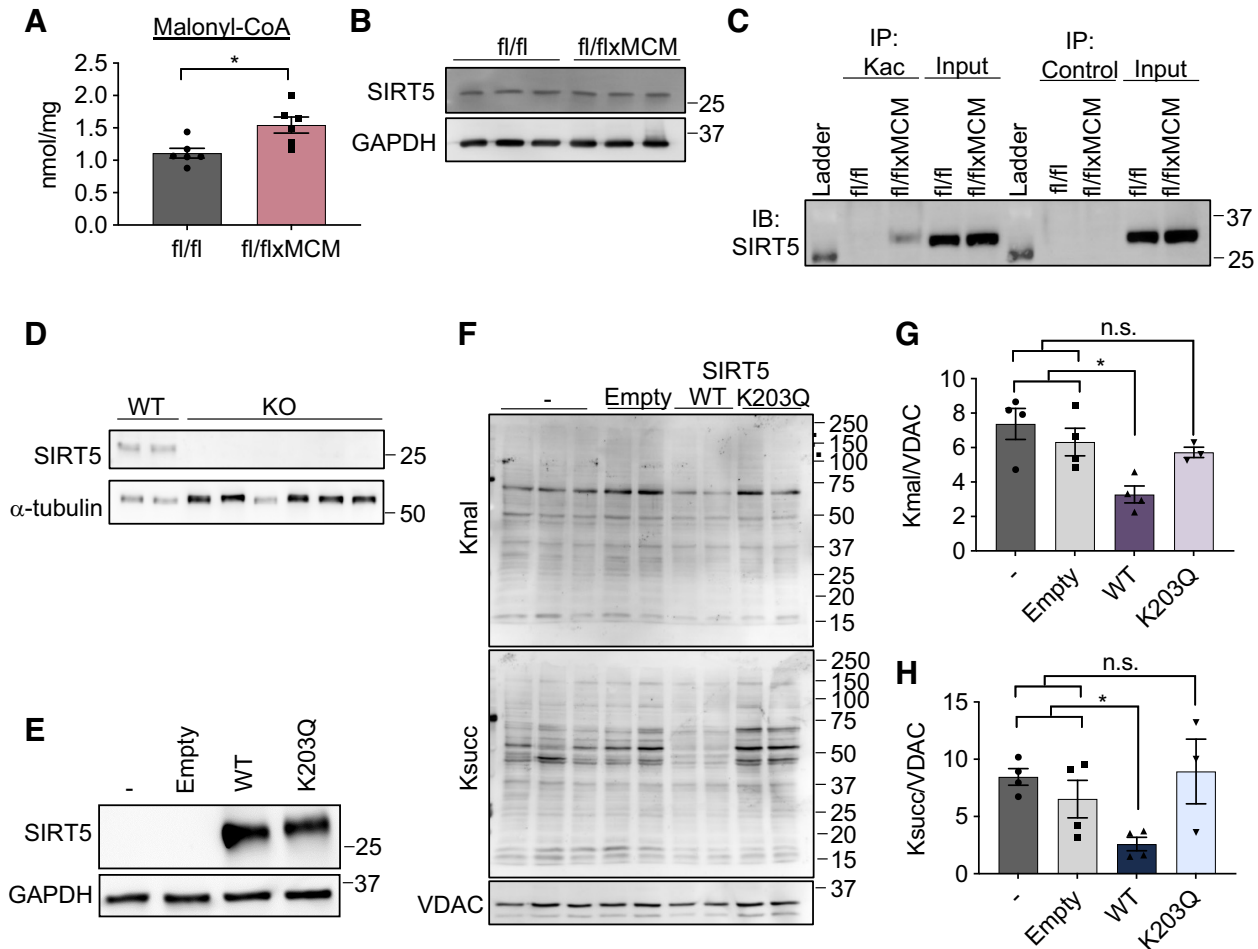 A
Malonyl-CoA
*
nmol/mg
2.5
2.0
1.5
1.0
0.5
0.0
fl/fl
fl/flxMCM
B
fl/fl fl/flxMCM
SIRT5
25
GAPDH
37
C
IP: Kac
Input
IP: Control
Input
Ladder
fl/fl
fl/flxMCM
fl/fl
fl/flxMCM
Ladder
fl/fl
fl/flxMCM
fl/fl
fl/flxMCM
IB:
SIRT5
37
25
D
WT KO
SIRT5
25
α-tubulin
50
E
-
Empty
WT
K203Q
SIRT5
25
GAPDH
37
F
SIRT5
- Empty WT K203Q
Kmal
250
150
100
75
50
37
25
20
15
Ksucc
250
150
100
75
50
37
25
20
15
VDAC
37
G
n.s.
*
Kmal/VDAC
10
8
6
4
2
0
-
Empty
WT
K203Q
H
n.s.
*
Ksucc/VDAC
15
10
5
0
-
Empty
WT
K203Q